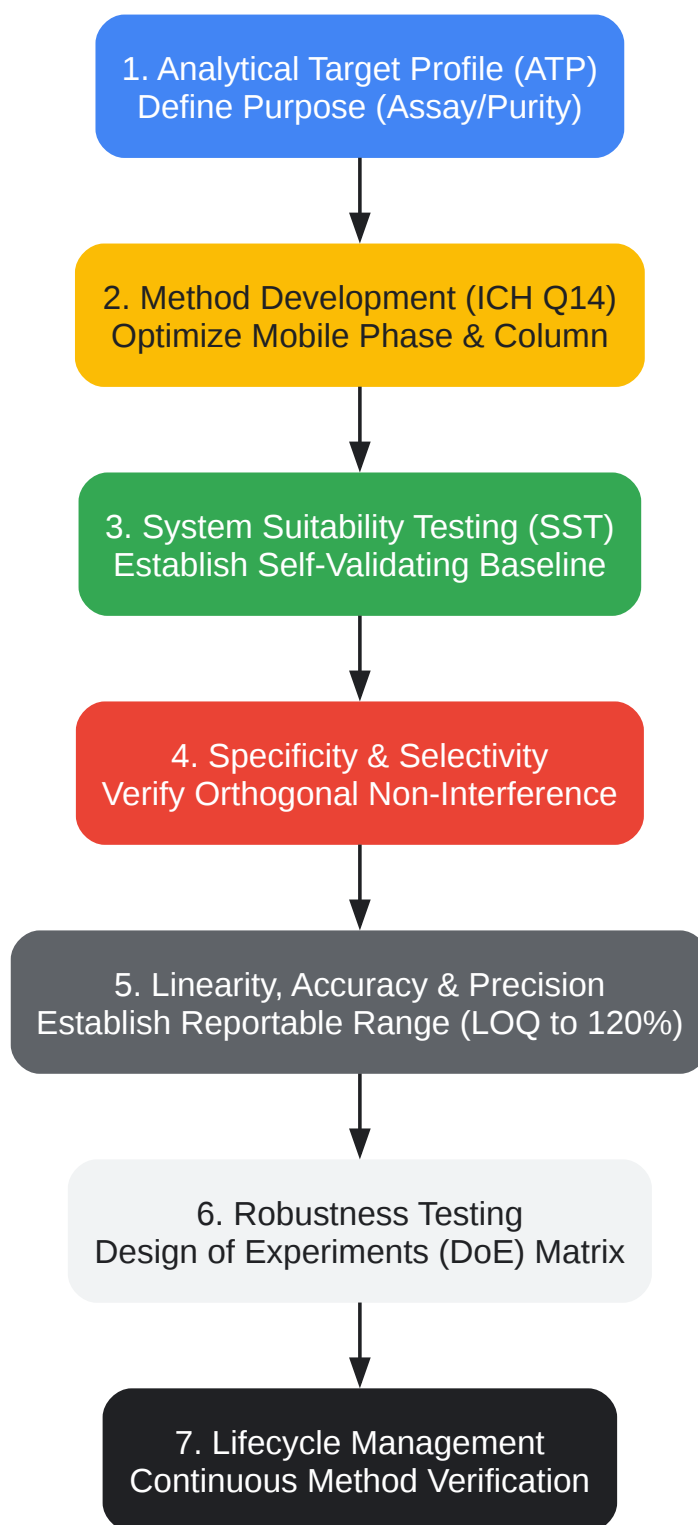 1. Analytical Target Profile (ATP)
Define Purpose (Assay/Purity)
2. Method Development (ICH Q14)
Optimize Mobile Phase & Column
3. System Suitability Testing (SST)
Establish Self-Validating Baseline
4. Specificity & Selectivity
Verify Orthogonal Non-Interference
5. Linearity, Accuracy & Precision
Establish Reportable Range (LOQ to 120%)
6. Robustness Testing
Design of Experiments (DoE) Matrix
7. Lifecycle Management
Continuous Method Verification